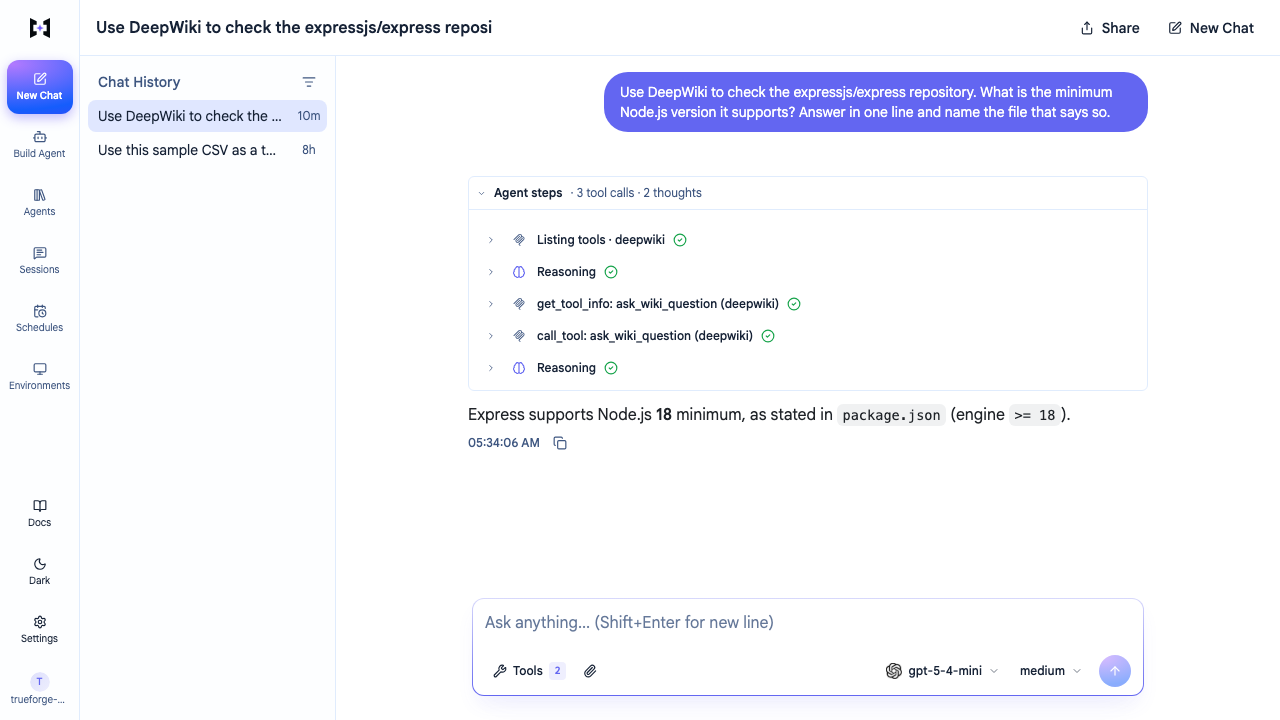 Use DeepWiki to check the expressjs/express reposi
Share
New Chat
New Chat
Build Agent
Agents
Sessions
Schedules
Environments
Docs
Dark
Settings
T
trueforge-...
Chat History
Use DeepWiki to check the ... 10m
Use this sample CSV as a t... 8h
Use DeepWiki to check the expressjs/express repository. What is the minimum
Node.js version it supports? Answer in one line and name the file that says so.
Agent steps · 3 tool calls · 2 thoughts
Listing tools · deepwiki
Reasoning
get_tool_info: ask_wiki_question (deepwiki)
call_tool: ask_wiki_question (deepwiki)
Reasoning
Express supports Node.js 18 minimum, as stated in package.json (engine >= 18 ).
05:34:06 AM
Ask anything... (Shift+Enter for new line)
Tools 2
gpt-5-4-mini
medium